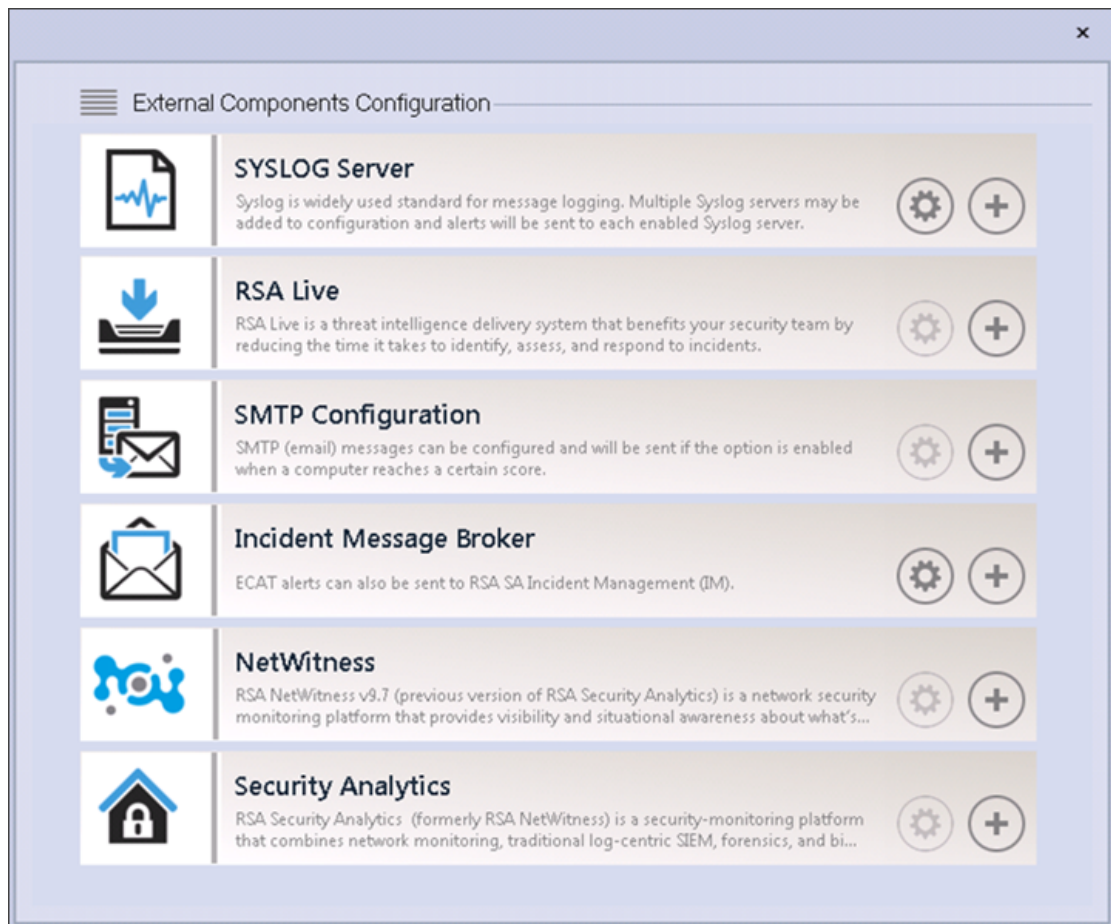 External Components Configuration
SYSLOG Server
Syslog is widely used standard for message logging. Multiple Syslog servers may be
added to configuration and alerts will be sent to each enabled Syslog server.
RSA Live
RSA Live is a threat intelligence delivery system that benefits your security team by
reducing the time it takes to identify, assess, and respond to incidents.
SMTP Configuration
SMTP (email) messages can be configured and will be sent if the option is enabled
when a computer reaches a certain score.
Incident Message Broker
ECAT alerts can also be sent to RSA SA Incident Management (IM).
NetWitness
RSA NetWitness v9.7 (previous version of RSA Security Analytics) is a network security
monitoring platform that provides visibility and situational awareness about what's...
Security Analytics
RSA Security Analytics (formerly RSA NetWitness) is a security-monitoring platform
that combines network monitoring, traditional log-centric SIEM, forensics, and bi...